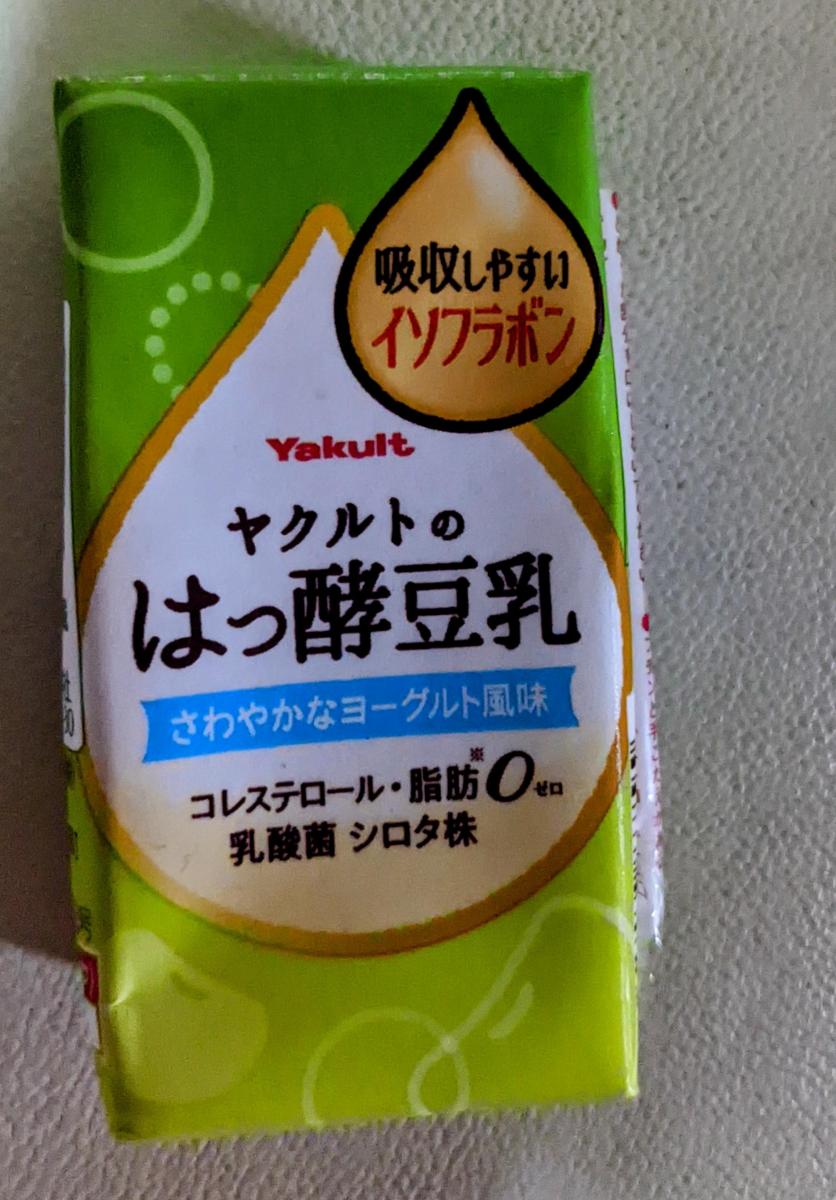 吸収しやすい
イソフラボン
Yakult
ヤクルトの
はっ酵豆乳
さわやかなヨーグルト風味
コレステロール・脂肪※0ゼロ
乳酸菌 シロタ株